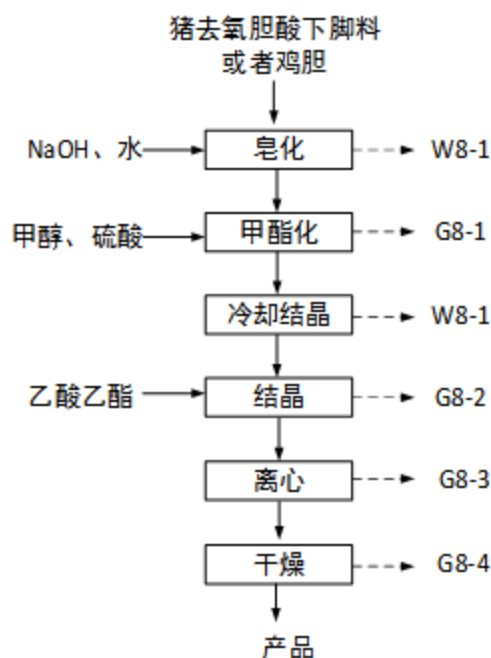 猪去氧胆酸下脚料
或者鸡胆
NaOH、水
皂化
W8-1
甲醇、硫酸
甲酯化
G8-1
冷却结晶
W8-1
乙酸乙酯
结晶
G8-2
离心
G8-3
干燥
G8-4
产品